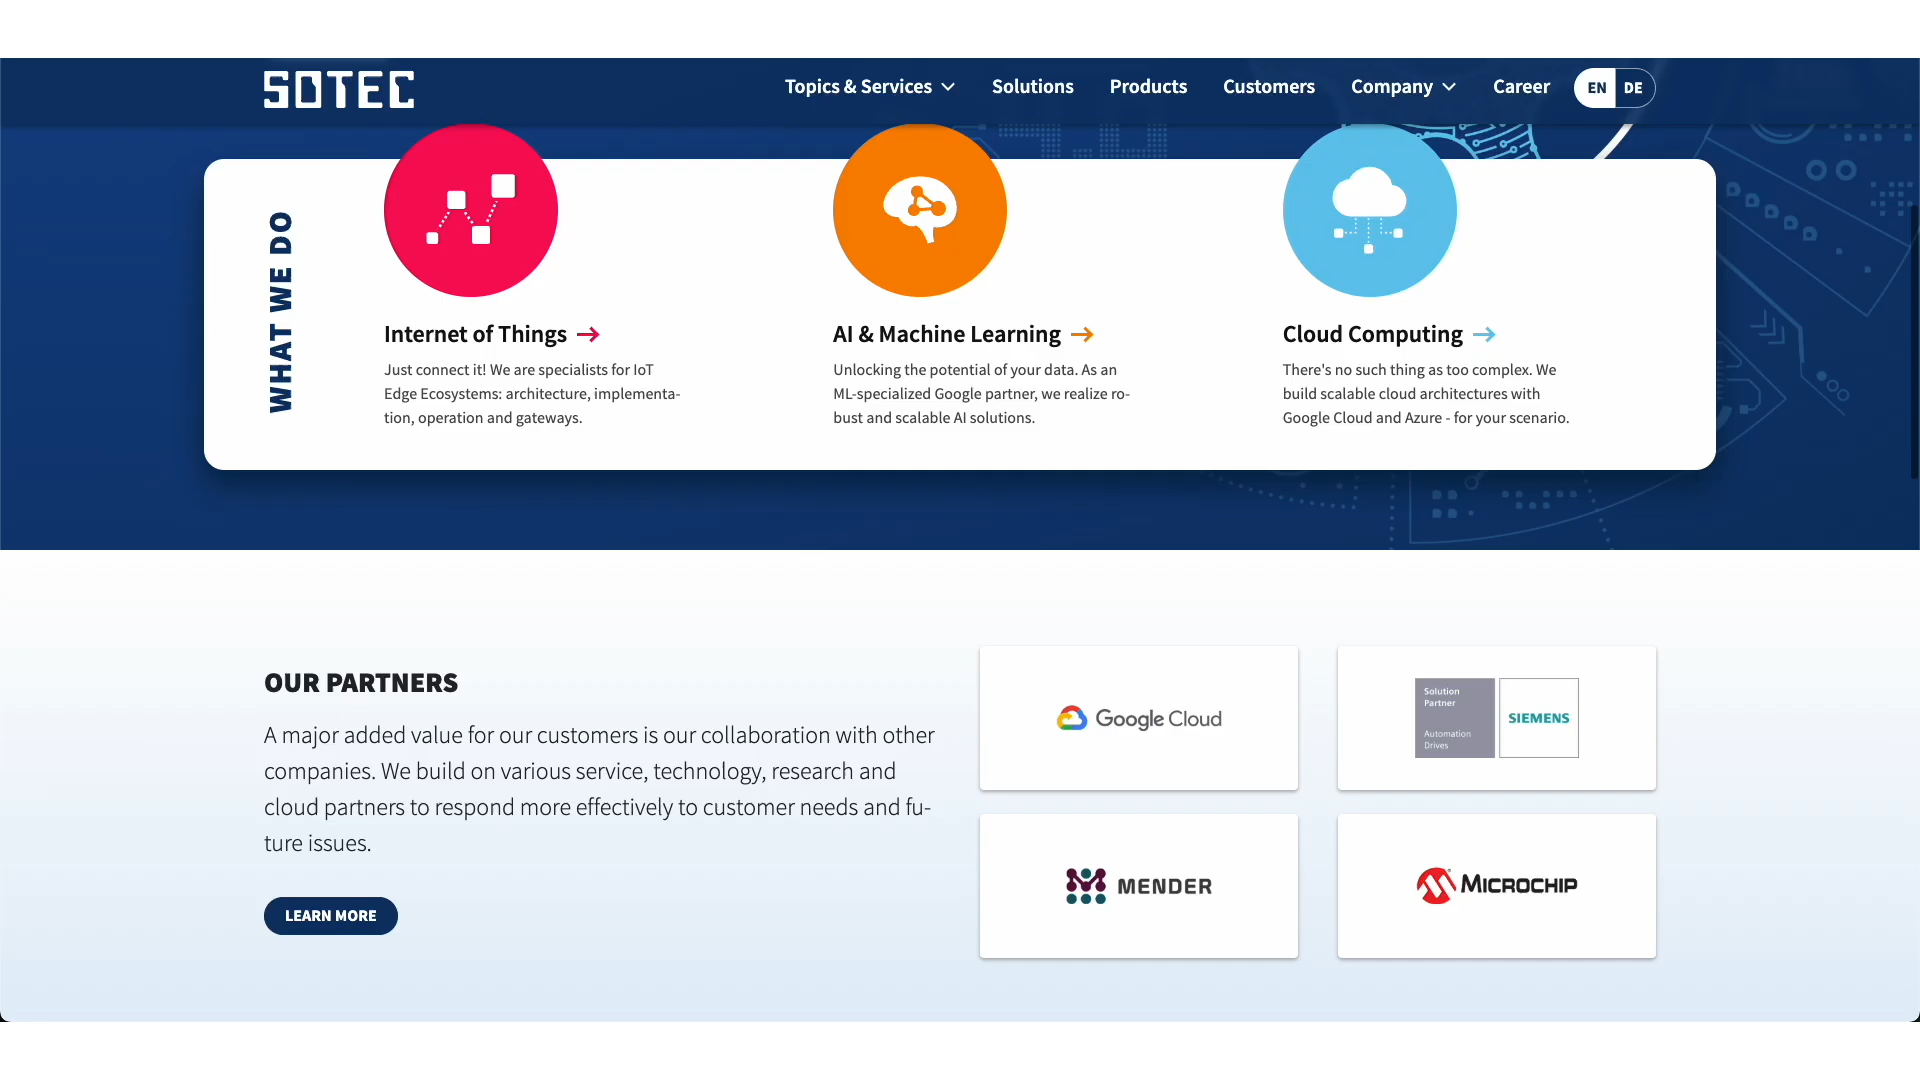 SOTEC
Topics & Services
Solutions
Products
Customers
Company
Career
EN
DE
WHAT WE DO
Internet of Things
Just connect it! We are specialists for IoT
Edge Ecosystems: architecture, implementa-
tion, operation and gateways.
AI & Machine Learning
Unlocking the potential of your data. As an
ML-specialized Google partner, we realize ro-
bust and scalable AI solutions.
Cloud Computing
There's no such thing as too complex. We
build scalable cloud architectures with
Google Cloud and Azure - for your scenario.
OUR PARTNERS
A major added value for our customers is our collaboration with other
companies. We build on various service, technology, research and
cloud partners to respond more effectively to customer needs and fu-
ture issues.
LEARN MORE
Google Cloud
Solution
Partner
Automation
Drives
SIEMENS
MENDER
MICROCHIP